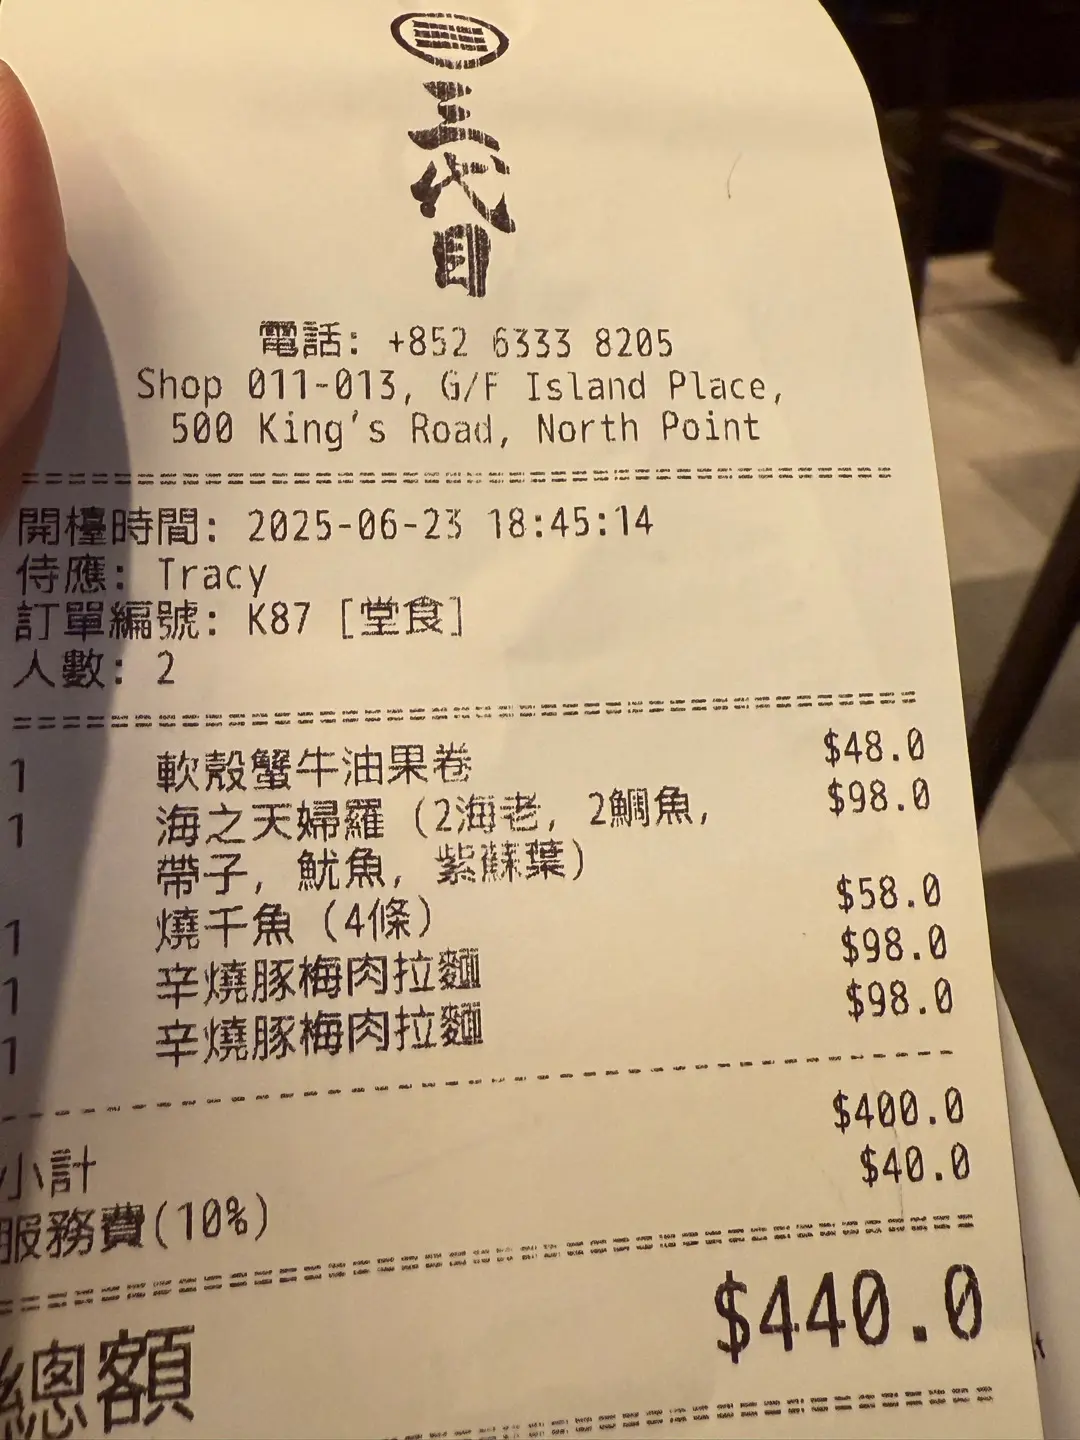 三代目
電話: +852 6333 8205
Shop 011-013, G/F Island Place,
500 King's Road, North Point
開檯時間: 2025-06-23 18:45:14
侍應: Tracy
訂單編號: K87 [堂食]
人數: 2
1 軟殼蟹牛油果卷 $48.0
1 海之天婦羅 (2海老, 2鯛魚, $98.0
帶子, 魷魚, 紫蘇葉)
1 燒干魚 (4條) $58.0
1 辛燒豚梅肉拉麵 $98.0
1 辛燒豚梅肉拉麵 $98.0
小計 $400.0
服務費(10%) $40.0
總額 $440.0